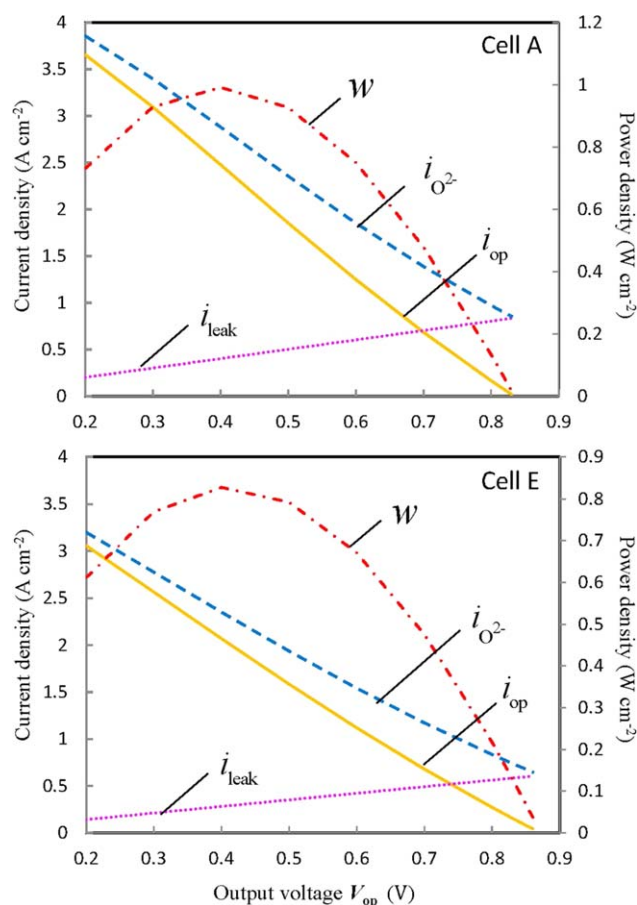 Cell A
4
3.5
3
2.5
2
1.5
1
0.5
0
1.2
1
0.8
0.6
0.4
0.2
0
0.2 0.3 0.4 0.5 0.6 0.7 0.8 0.9
Current density (A cm⁻²)
Power density (W cm⁻²)
w
i_O²⁻
i_op
i_leak
Cell E
4
3.5
3
2.5
2
1.5
1
0.5
0
0.9
0.8
0.7
0.6
0.5
0.4
0.3
0.2
0.1
0
0.2 0.3 0.4 0.5 0.6 0.7 0.8 0.9
Current density (A cm⁻²)
Power density (W cm⁻²)
w
i_O²⁻
i_op
i_leak
Output voltage V_op (V)